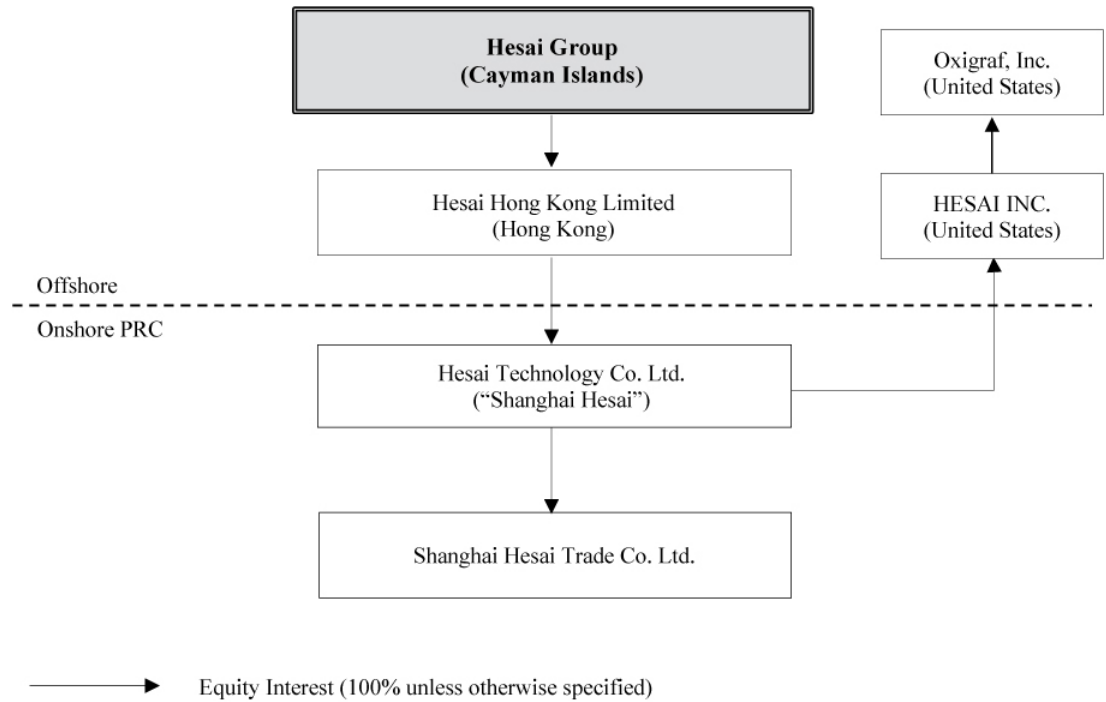 Hesai Group
(Cayman Islands)
Oxigraf, Inc.
(United States)
Hesai Hong Kong Limited
(Hong Kong)
HESAI INC.
(United States)
Offshore
Onshore PRC
Hesai Technology Co. Ltd.
(“Shanghai Hesai”)
Shanghai Hesai Trade Co. Ltd.
Equity Interest (100% unless otherwise specified)